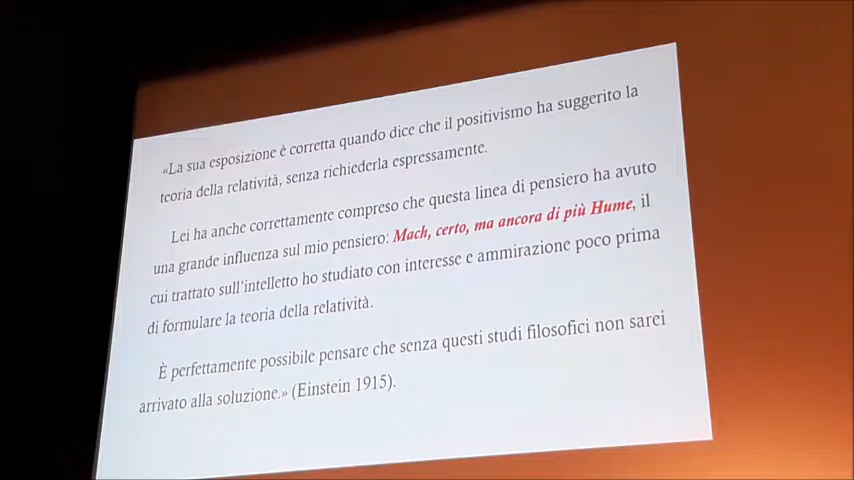 «La sua esposizione è corretta quando dice che il positivismo ha suggerito la
teoria della relatività, senza richiederla espressamente.
Lei ha anche correttamente compreso che questa linea di pensiero ha avuto
una grande influenza sul mio pensiero: Mach, certo, ma ancora di più Hume, il
cui trattato sull'intelletto ho studiato con interesse e ammirazione poco prima
di formulare la teoria della relatività.
È perfettamente possibile pensare che senza questi studi filosofici non sarei
arrivato alla soluzione.» (Einstein 1915).